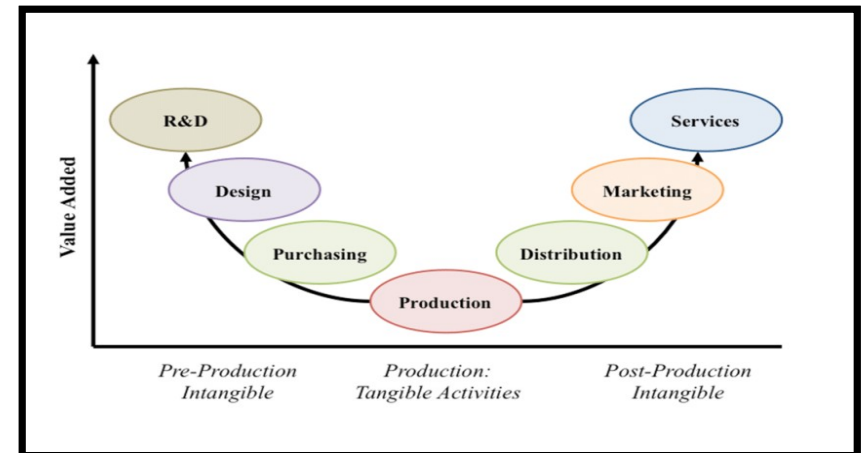 Value Added
R&D
Services
Design
Marketing
Purchasing
Distribution
Production
Pre-Production
Intangible
Production:
Tangible Activities
Post-Production
Intangible